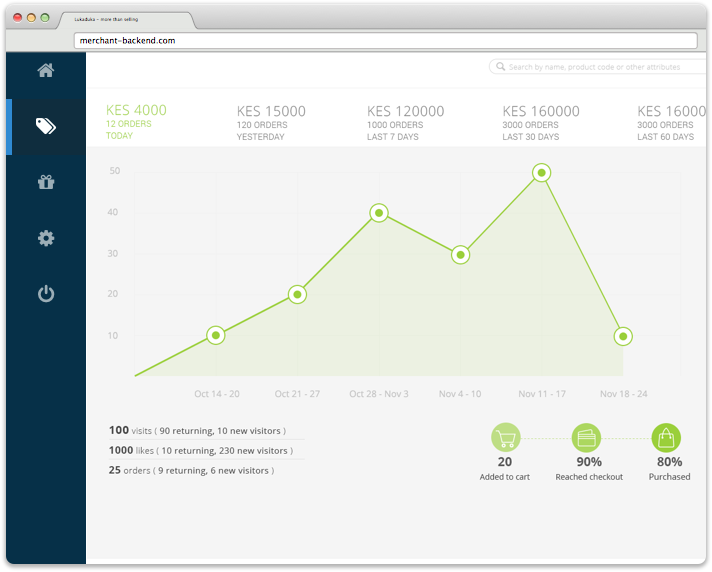 Lukaduka - more than selling
merchant-backend.com
Search by name, product code or other attributes
KES 4000
12 ORDERS
TODAY
KES 15000
120 ORDERS
YESTERDAY
KES 120000
1000 ORDERS
LAST 7 DAYS
KES 160000
3000 ORDERS
LAST 30 DAYS
KES 16000
3000 ORDERS
LAST 60 DAYS
50
40
30
20
10
Oct 14 - 20
Oct 21 - 27
Oct 28 - Nov 3
Nov 4 - 10
Nov 11 - 17
Nov 18 - 24
100 visits ( 90 returning, 10 new visitors )
1000 likes ( 10 returning, 230 new visitors )
25 orders ( 9 returning, 6 new visitors )
20
Added to cart
90%
Reached checkout
80%
Purchased